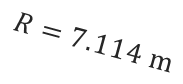 R = 7.114 m